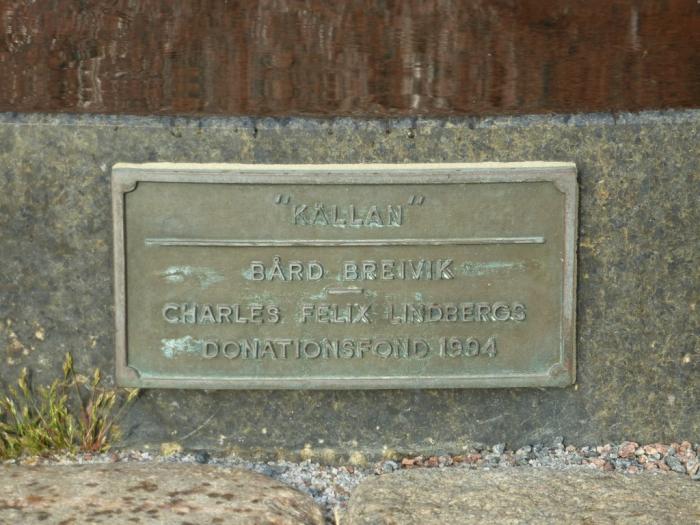 "KÄLLAN"
BÅRD BREIVIK
CHARLES FELIX LINDBERGS
DONATIONSFOND 1994